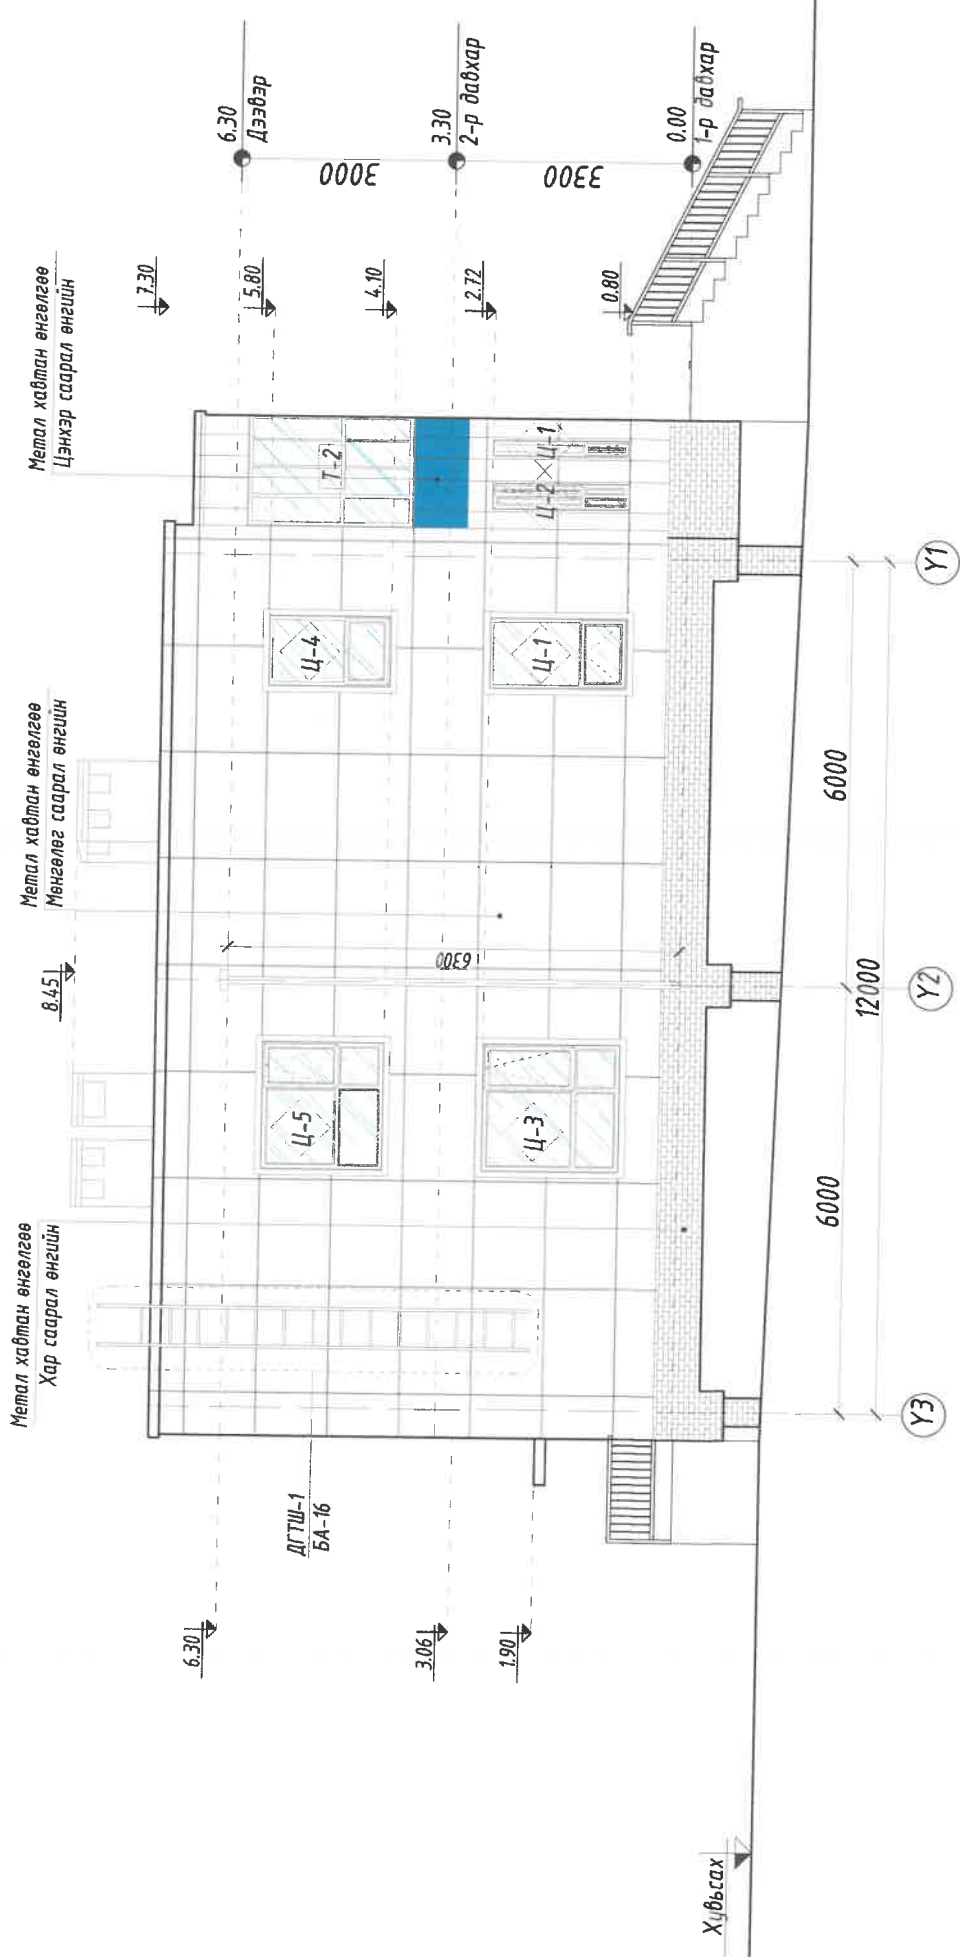 Метал хавтан өнгөлгөө
Хар саарал өнгийн
8.45
Метал хавтан өнгөлгөө
Мөнгөлөг саарал өнгийн
Метал хавтан өнгөлгөө
Цэнхэр саарал өнгийн
7.30
5.80
4.10
2.72
0.80
6.30
Дээвэр
3000
3.30
2-р давхар
3300
0.00
1-р давхар
6.30
ДГТШ-1
БА-16
3.06
1.90
Ц-5
Ц-4
Т-2
6300
Ц-3
Ц-1
Ц-2
Ц-1
Хувьсах
6000
6000
12000
Y3
Y2
Y1